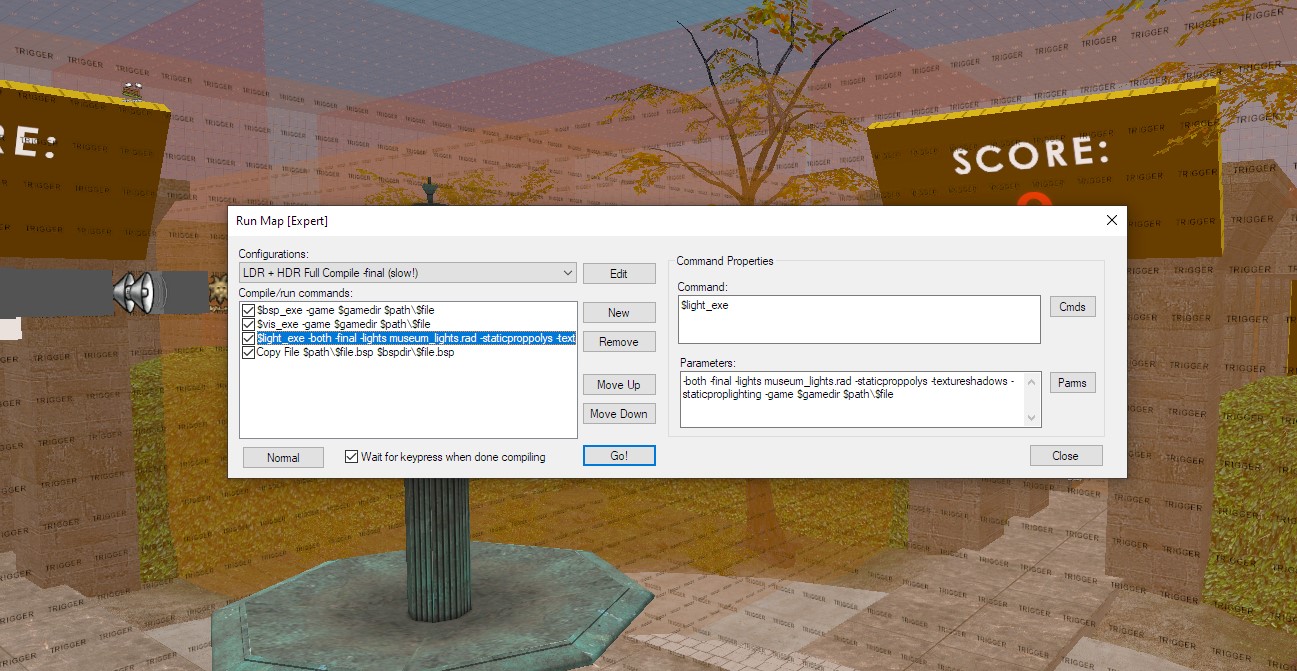 TRIGGER TRIGGER TRIGGER TRIGGER TRIGGER TRIGGER
RE:
SCORE:
Run Map [Expert]
Configurations:
LDR + HDR Full Compile -final (slow!)
Edit
Compile/run commands:
$bsp_exe -game $gamedir $path\$file
$vis_exe -game $gamedir $path\$file
$light_exe -both -final -lights museum_lights.rad -staticproppolys -text
Copy File $path\$file.bsp $bspdir\$file.bsp
New
Remove
Move Up
Move Down
Normal
Wait for keypress when done compiling
Go!
Command Properties
Command:
$light_exe
Cmds
Parameters:
-both -final -lights museum_lights.rad -staticproppolys -textureshadows -
staticproplighting -game $gamedir $path\$file
Parms
Close